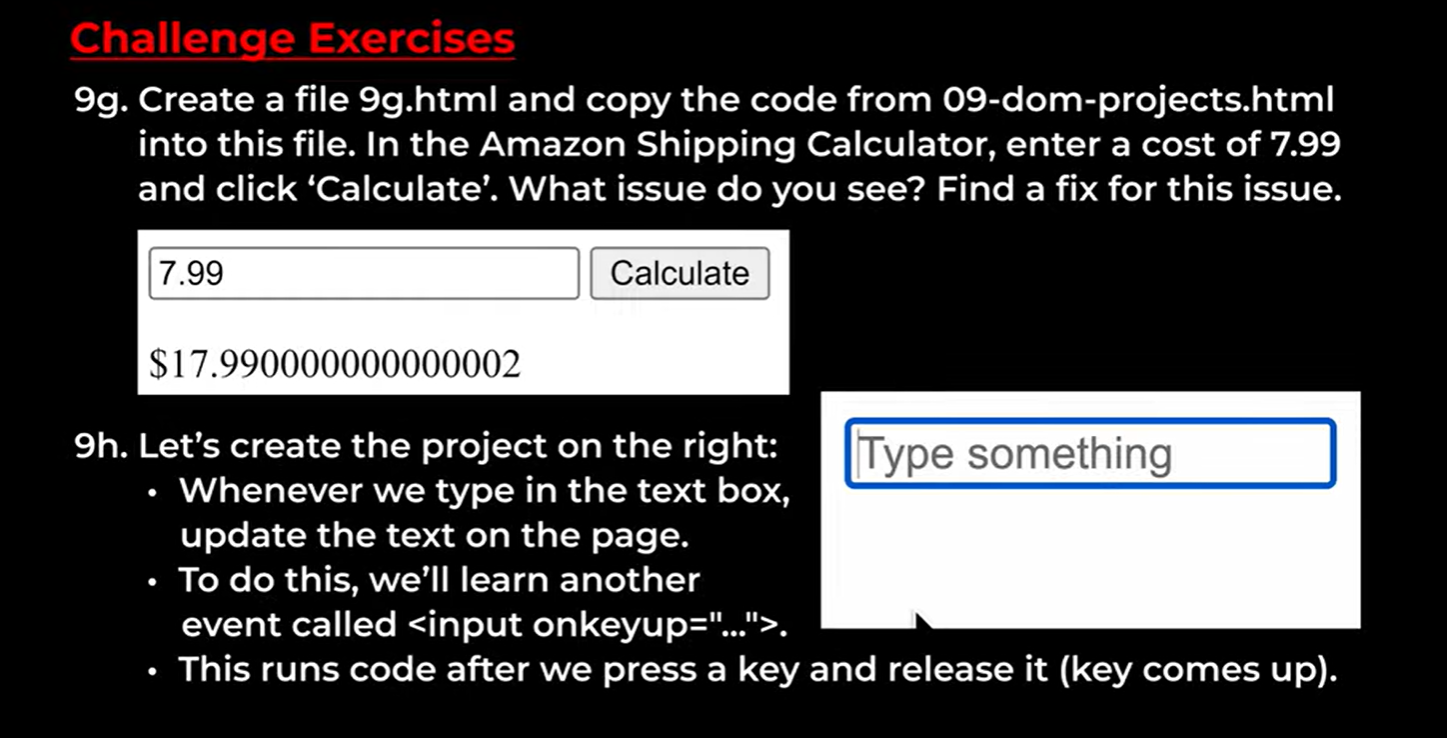 Challenge Exercises
9g. Create a file 9g.html and copy the code from 09-dom-projects.html
into this file. In the Amazon Shipping Calculator, enter a cost of 7.99
and click ‘Calculate’. What issue do you see? Find a fix for this issue.
7.99 Calculate
$17.990000000000002
9h. Let’s create the project on the right:
• Whenever we type in the text box,
update the text on the page.
• To do this, we’ll learn another
event called <input onkeyup="...">.
• This runs code after we press a key and release it (key comes up).
Type something